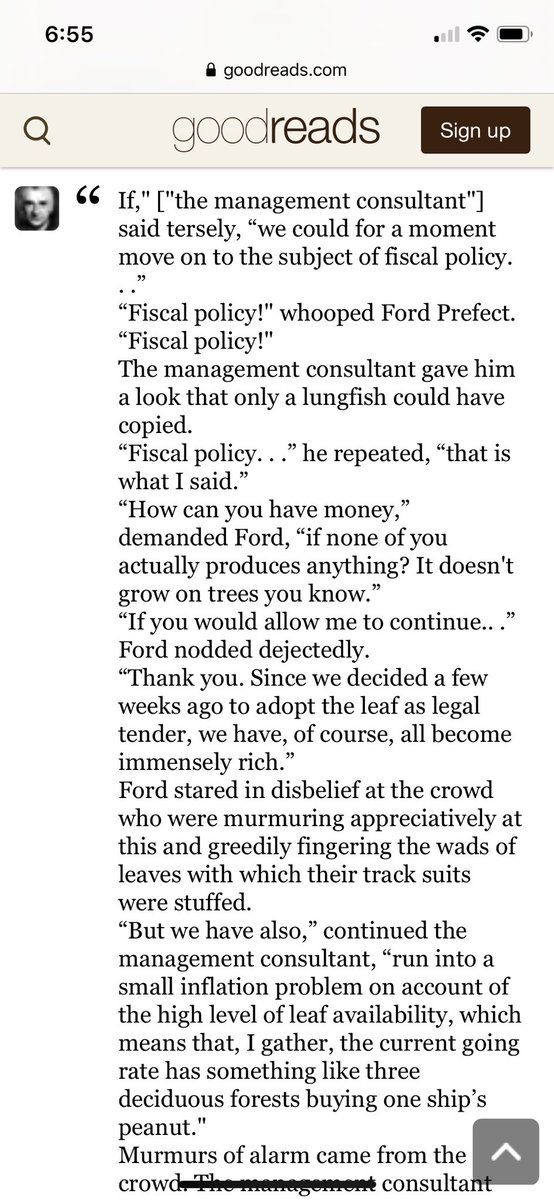 6:55
goodreads.com
goodreads
Sign up
“ If," ["the management consultant"]
said tersely, “we could for a moment
move on to the subject of fiscal policy.
. .”
“Fiscal policy!" whooped Ford Prefect.
“Fiscal policy!"
The management consultant gave him
a look that only a lungfish could have
copied.
“Fiscal policy. . .” he repeated, “that is
what I said.”
“How can you have money,”
demanded Ford, “if none of you
actually produces anything? It doesn't
grow on trees you know.”
“If you would allow me to continue.. .”
Ford nodded dejectedly.
“Thank you. Since we decided a few
weeks ago to adopt the leaf as legal
tender, we have, of course, all become
immensely rich.”
Ford stared in disbelief at the crowd
who were murmuring appreciatively at
this and greedily fingering the wads of
leaves with which their track suits
were stuffed.
“But we have also,” continued the
management consultant, “run into a
small inflation problem on account of
the high level of leaf availability, which
means that, I gather, the current going
rate has something like three
deciduous forests buying one ship’s
peanut."
Murmurs of alarm came from the
crowd. The management consultant